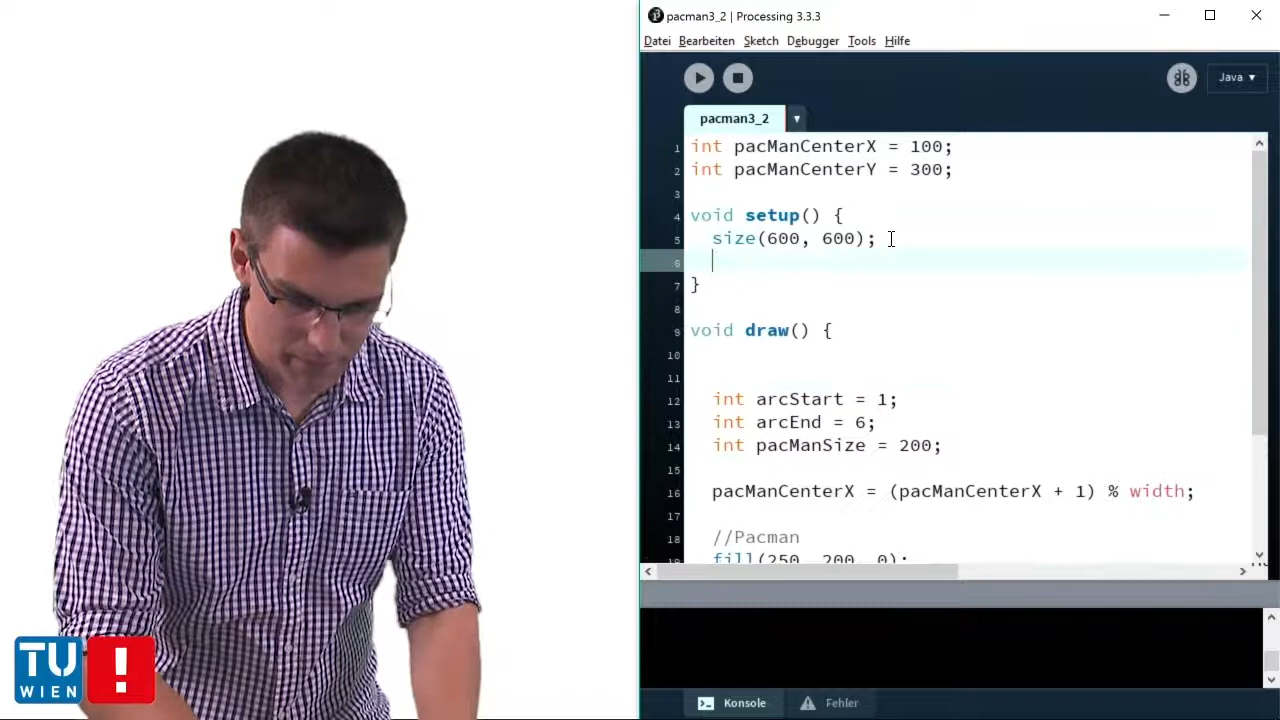 pacman3_2 | Processing 3.3.3
Datei Bearbeiten Sketch Debugger Tools Hilfe
Java ▾
pacman3_2 ▾
1 int pacManCenterX = 100;
2 int pacManCenterY = 300;
3
4 void setup() {
5 size(600, 600);
6
7 }
8
9 void draw() {
10
11
12 int arcStart = 1;
13 int arcEnd = 6;
14 int pacManSize = 200;
15
16 pacManCenterX = (pacManCenterX + 1) % width;
17
18 //Pacman
19 fill(250, 200, 0);
Konsole Fehler
TU
WIEN
!